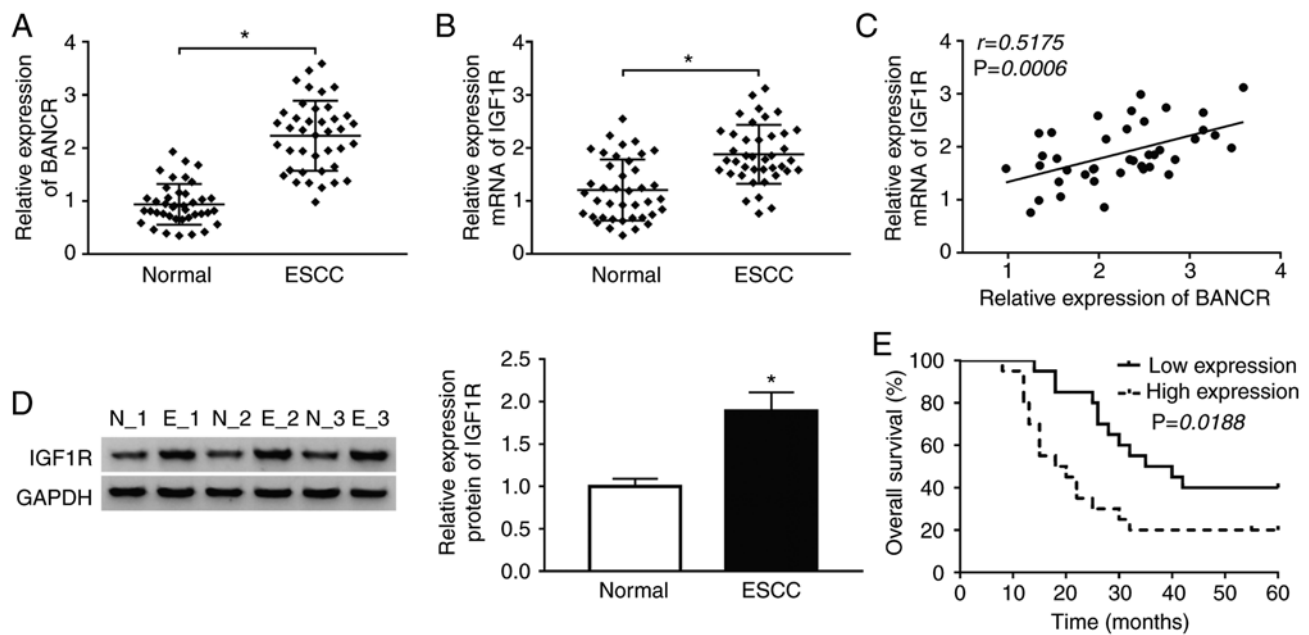 A
Relative expression
of BANCR
4
3
2
1
0
*
Normal
ESCC
B
Relative expression
mRNA of IGF1R
4
3
2
1
0
*
Normal
ESCC
C
Relative expression
mRNA of IGF1R
4
3
2
1
0
r=0.5175
P=0.0006
1
2
3
4
Relative expression of BANCR
D
N_1 E_1 N_2 E_2 N_3 E_3
IGF1R
GAPDH
Relative expression
protein of IGF1R
2.5
2.0
1.5
1.0
0.5
0.0
*
Normal
ESCC
E
Overall survival (%)
100
80
60
40
20
0
Low expression
High expression
P=0.0188
0 10 20 30 40 50 60
Time (months)